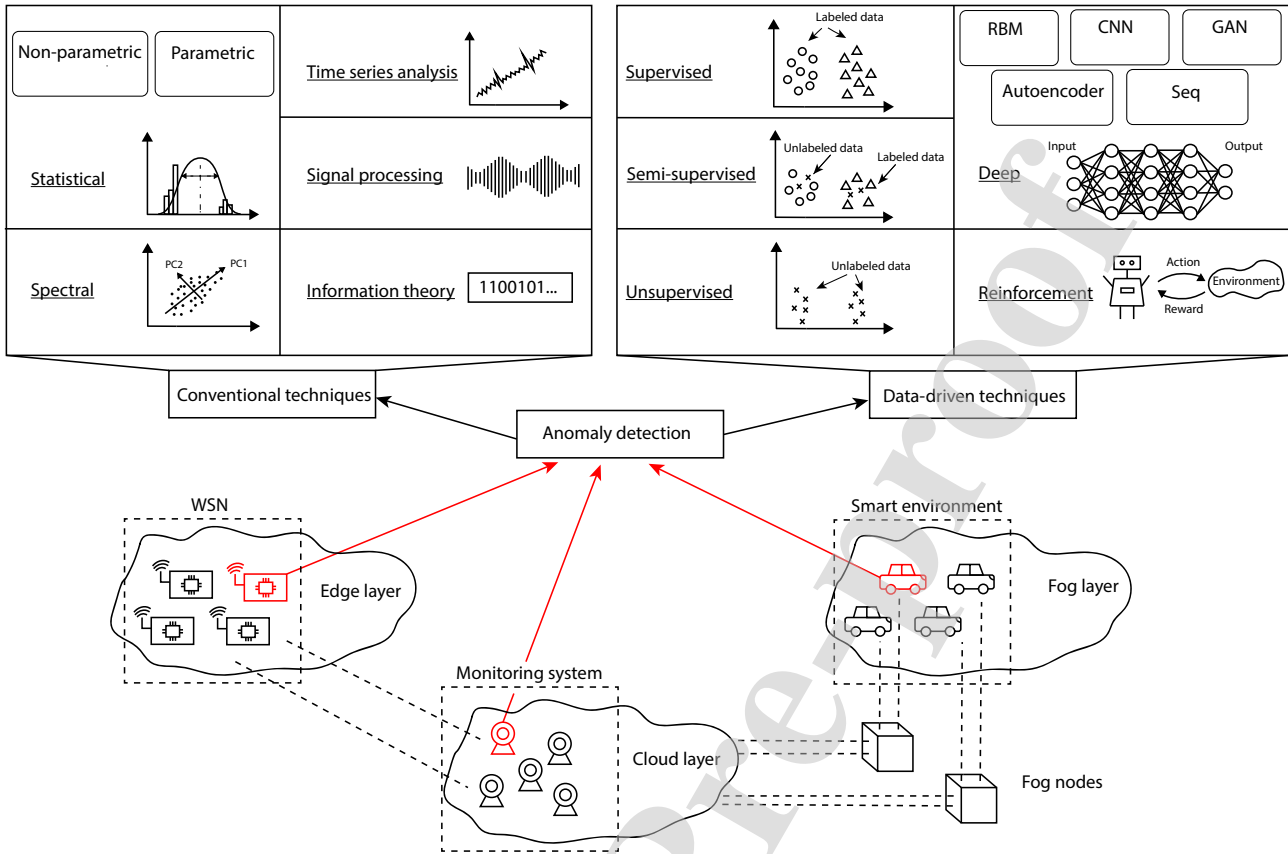 Non-parametric
Parametric
Statistical
Spectral
PC2
PC1
Time series analysis
Signal processing
Information theory
1100101...
Supervised
Labeled data
Semi-supervised
Unlabeled data
Labeled data
Unsupervised
Unlabeled data
RBM
CNN
GAN
Autoencoder
Seq
Input
Output
Deep
Reinforcement
Action
Reward
Environment
Conventional techniques
Data-driven techniques
Anomaly detection
WSN
Edge layer
Smart environment
Fog layer
Monitoring system
Cloud layer
Fog nodes
Pre-proof